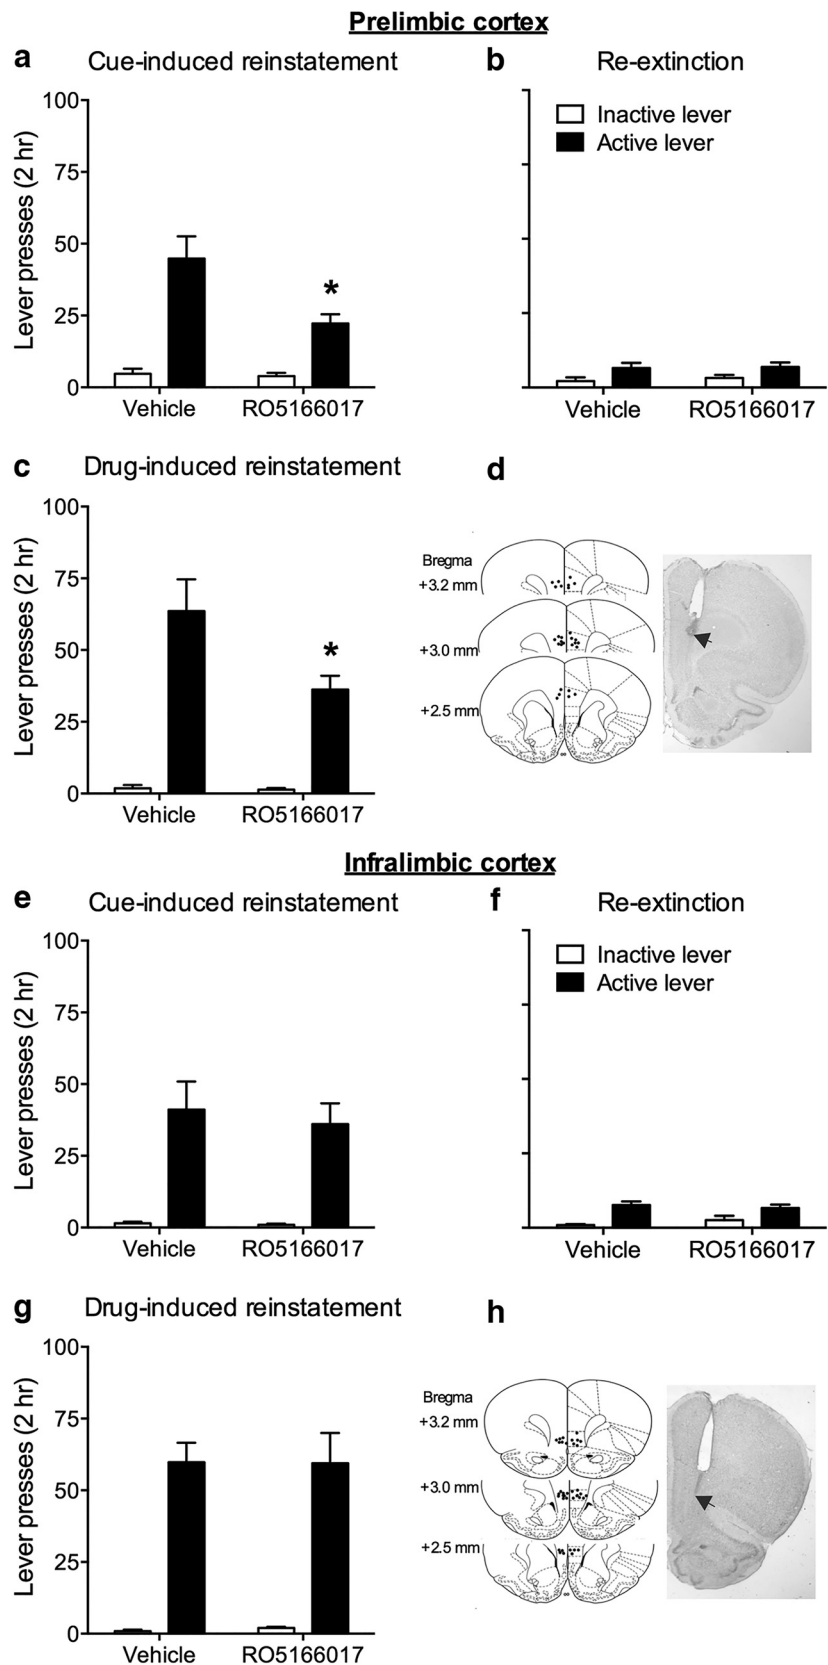 Prelimbic cortex
a
Cue-induced reinstatement
Lever presses (2 hr)
100
75
50
25
0
*
Vehicle
RO5166017
b
Re-extinction
Inactive lever
Active lever
Vehicle
RO5166017
c
Drug-induced reinstatement
Lever presses (2 hr)
100
75
50
25
0
*
Vehicle
RO5166017
d
Bregma
+3.2 mm
+3.0 mm
+2.5 mm
Infralimbic cortex
e
Cue-induced reinstatement
Lever presses (2 hr)
100
75
50
25
0
Vehicle
RO5166017
f
Re-extinction
Inactive lever
Active lever
Vehicle
RO5166017
g
Drug-induced reinstatement
Lever presses (2 hr)
100
75
50
25
0
Vehicle
RO5166017
h
Bregma
+3.2 mm
+3.0 mm
+2.5 mm